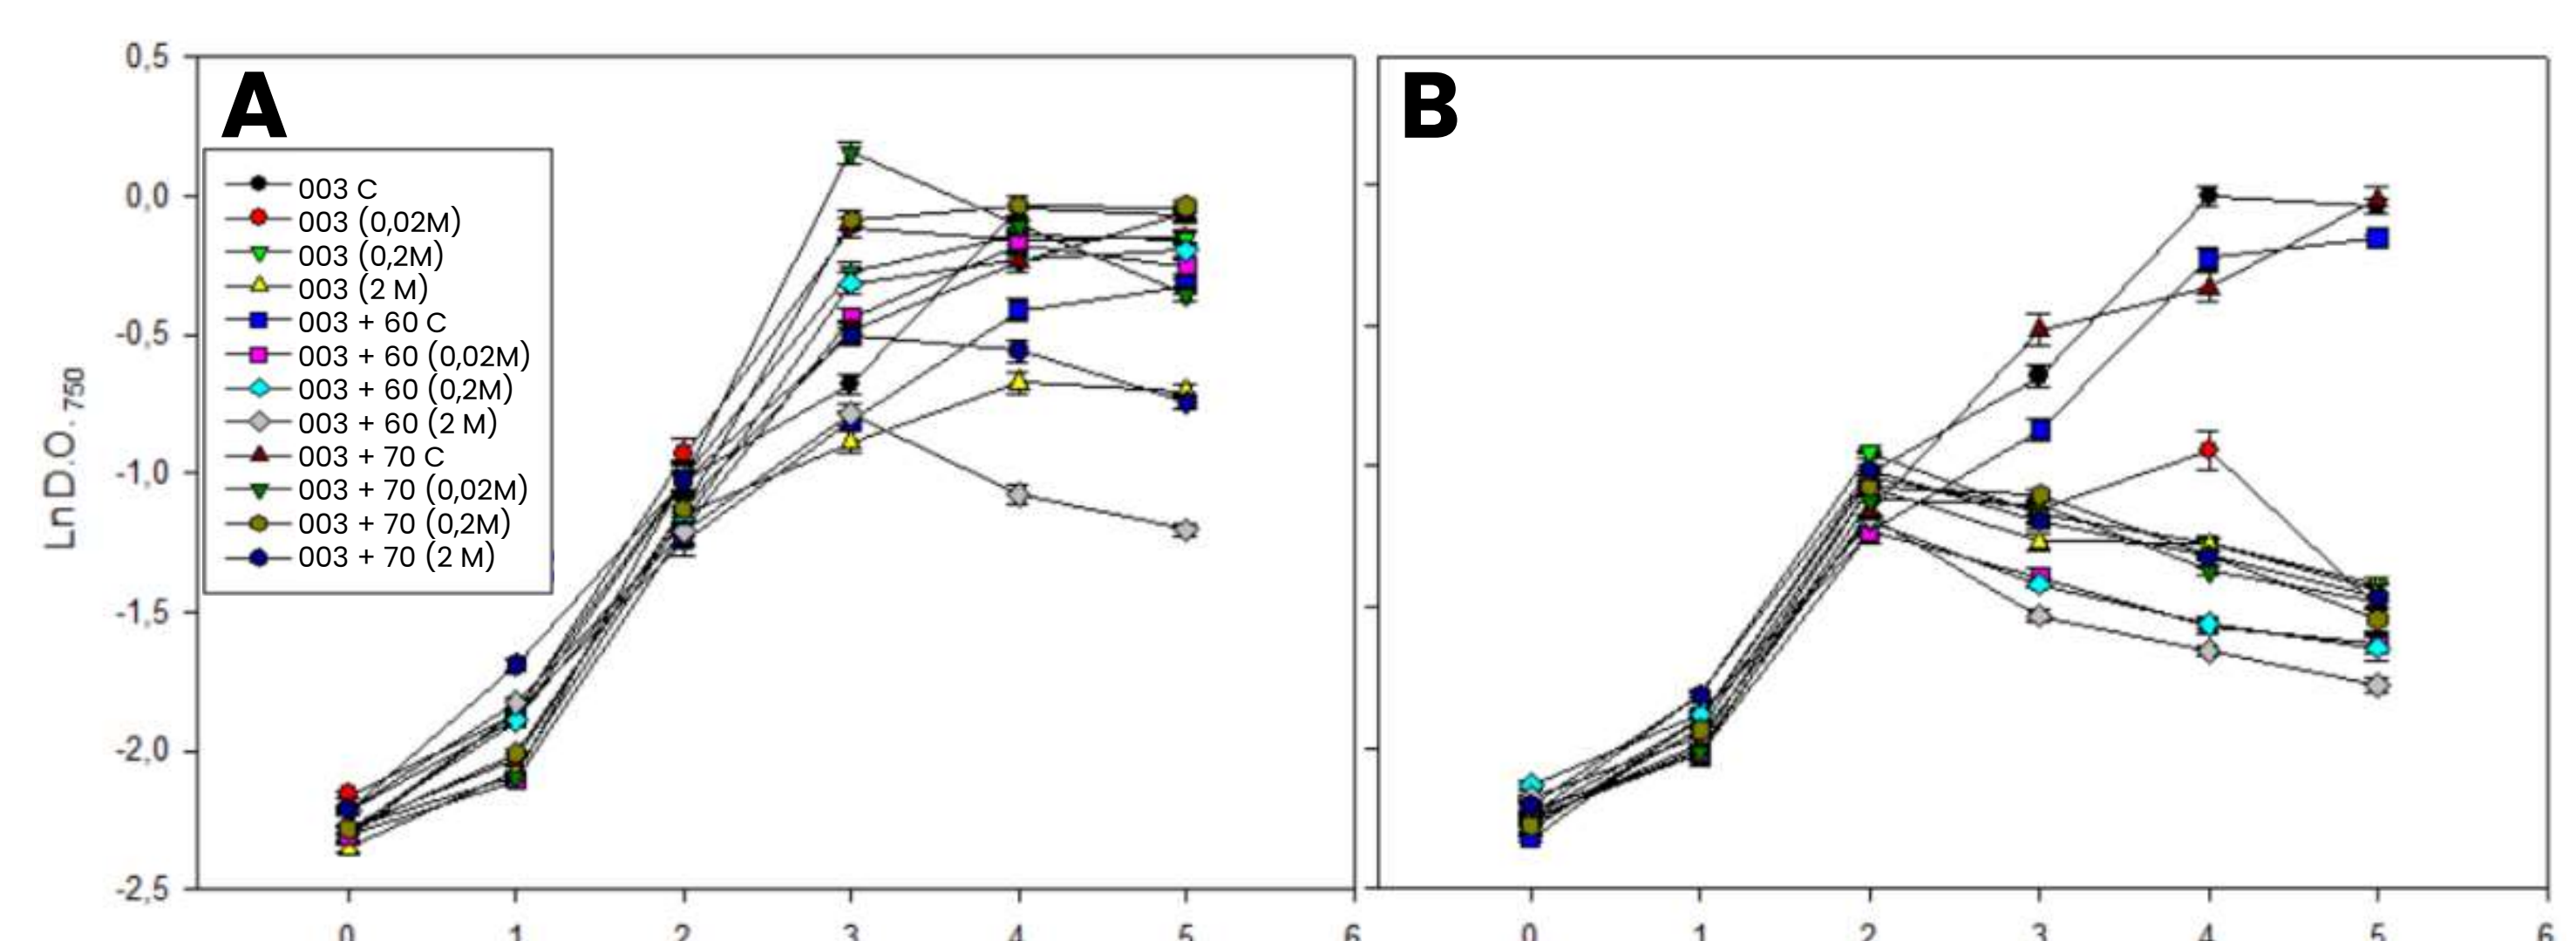 0,5
0,0
-0,5
-1,0
-1,5
-2,0
-2,5
Ln D.O. 750
A
003 C
003 (0,02M)
003 (0,2M)
003 (2 M)
003 + 60 C
003 + 60 (0,02M)
003 + 60 (0,2M)
003 + 60 (2 M)
003 + 70 C
003 + 70 (0,02M)
003 + 70 (0,2M)
003 + 70 (2 M)
0 1 2 3 4 5 6
B
0 1 2 3 4 5 6